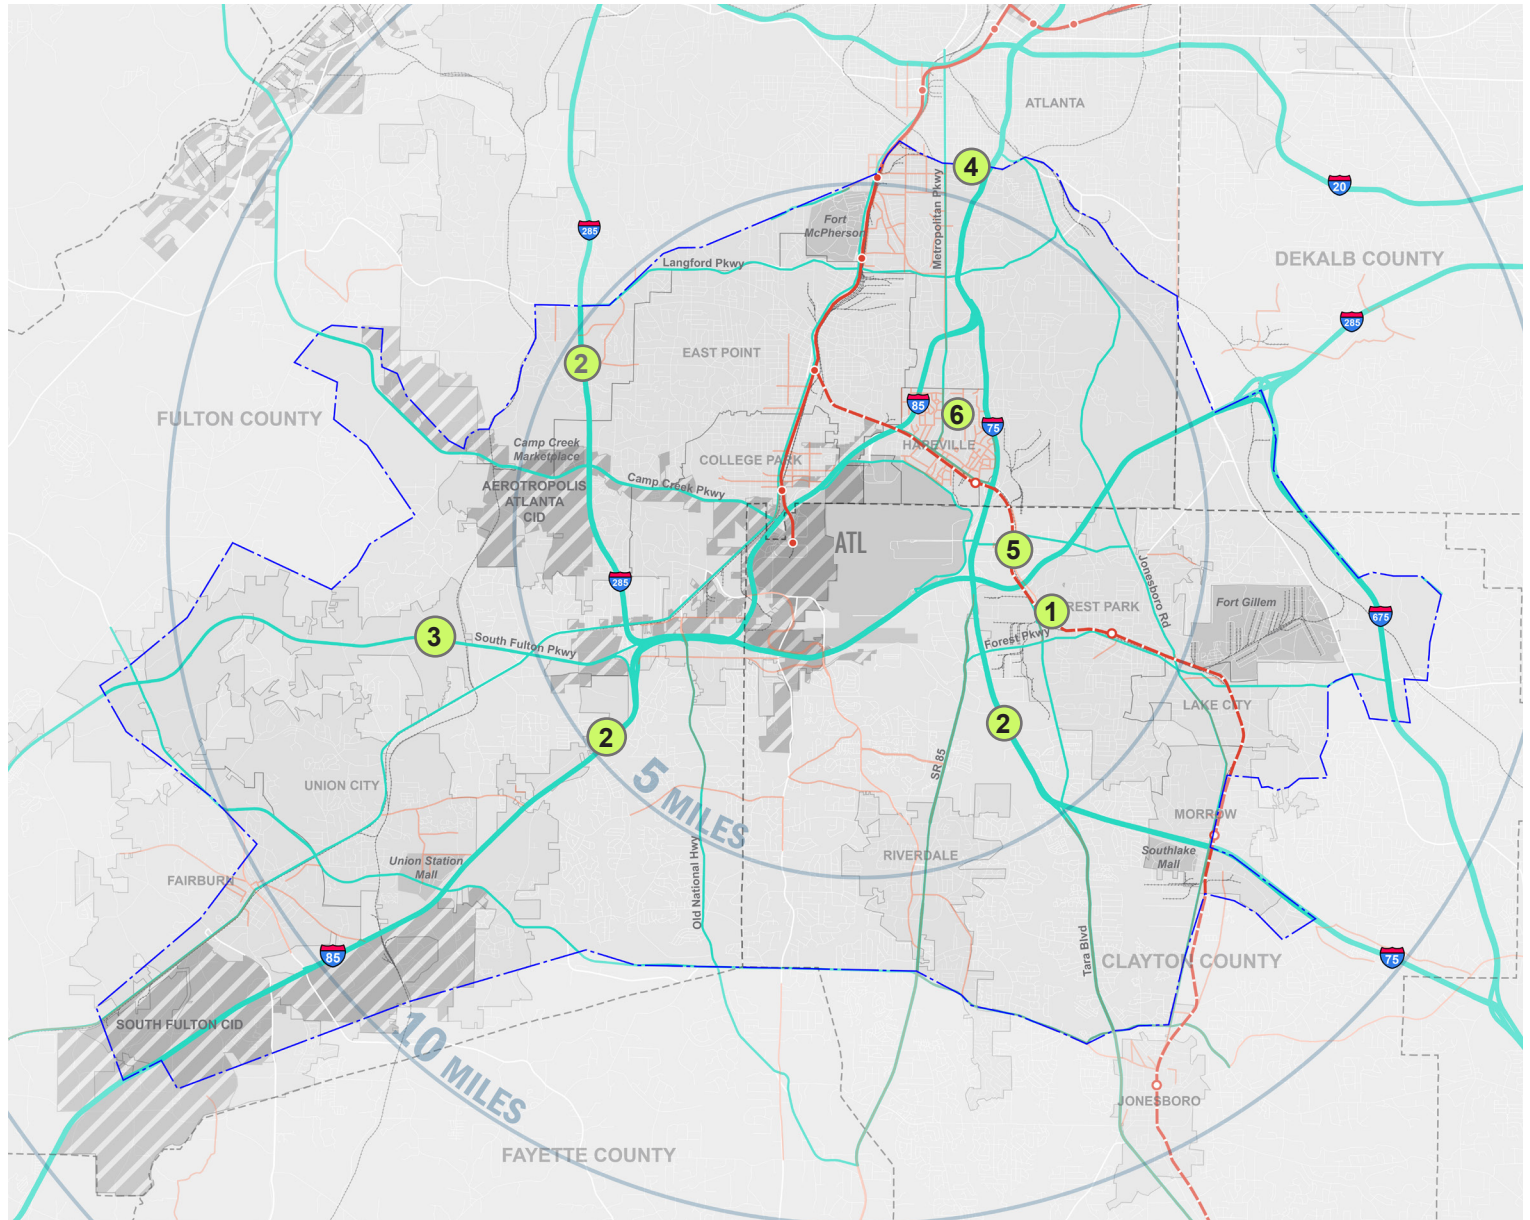 ATLANTA
4
20
Metropolitan Pkwy
Fort
McPherson
285
DEKALB COUNTY
Langford Pkwy
285
EAST POINT
2
85
6
75
FULTON COUNTY
HAPEVILLE
Camp Creek
Marketplace
COLLEGE PARK
AEROTROPOLIS
ATLANTA
CID
Camp Creek Pkwy
ATL
5
Jonesboro Rd
285
1
REST PARK
Fort Gillem
675
3
South Fulton Pkwy
Forest Pkwy
LAKE CITY
2
2
SR 85
5 MILES
UNION CITY
MORROW
Southlake
Mall
RIVERDALE
Union Station
Mall
FAIRBURN
Old National Hwy
85
Tara Blvd
CLAYTON COUNTY
75
SOUTH FULTON CID
10 MILES
JONESBORO
FAYETTE COUNTY